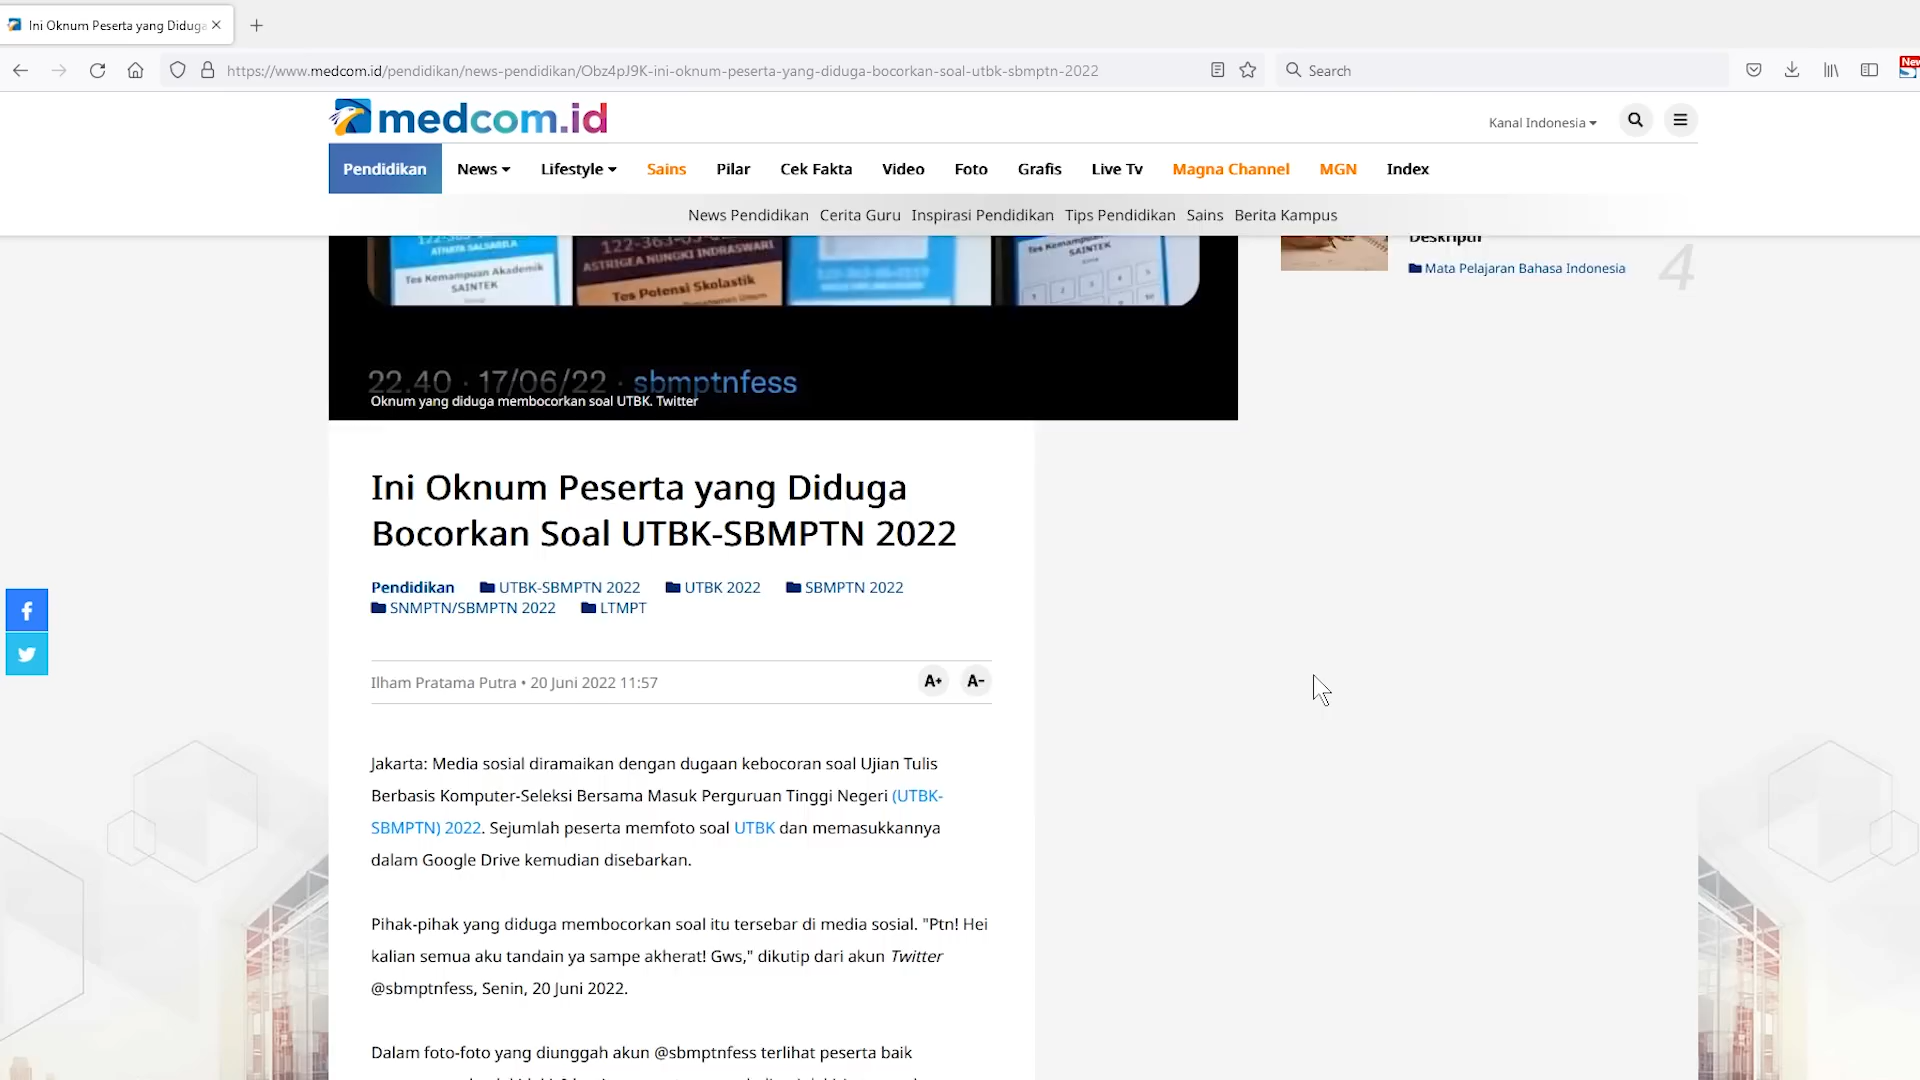 Ini Oknum Peserta yang Diduga
https://www.medcom.id/pendidikan/news-pendidikan/Obz4pJ9K-ini-oknum-peserta-yang-diduga-bocorkan-soal-utbk-sbmptn-2022
Search
New
medcom.id
Kanal Indonesia
Pendidikan News Lifestyle Sains Pilar Cek Fakta Video Foto Grafis Live Tv Magna Channel MGN Index
News Pendidikan Cerita Guru Inspirasi Pendidikan Tips Pendidikan Sains Berita Kampus
ASTRIGEA NUNGKI INDRASWARI
Tes Kemampuan Akademik
SAINTEK
Tes Potensi Skolastik
Tes Kemampuan
SAINTEK
Deskriptif
Mata Pelajaran Bahasa Indonesia
4
22.40 · 17/06/22 · sbmptnfess
Oknum yang diduga membocorkan soal UTBK. Twitter
Ini Oknum Peserta yang Diduga
Bocorkan Soal UTBK-SBMPTN 2022
Pendidikan UTBK-SBMPTN 2022 UTBK 2022 SBMPTN 2022
SNMPTN/SBMPTN 2022 LTMPT
Ilham Pratama Putra • 20 Juni 2022 11:57
A+ A-
Jakarta: Media sosial diramaikan dengan dugaan kebocoran soal Ujian Tulis
Berbasis Komputer-Seleksi Bersama Masuk Perguruan Tinggi Negeri (UTBK-
SBMPTN) 2022. Sejumlah peserta memfoto soal UTBK dan memasukkannya
dalam Google Drive kemudian disebarkan.
Pihak-pihak yang diduga membocorkan soal itu tersebar di media sosial. "Ptn! Hei
kalian semua aku tandain ya sampe akherat! Gws," dikutip dari akun Twitter
@sbmptnfess, Senin, 20 Juni 2022.
Dalam foto-foto yang diunggah akun @sbmptnfess terlihat peserta baik